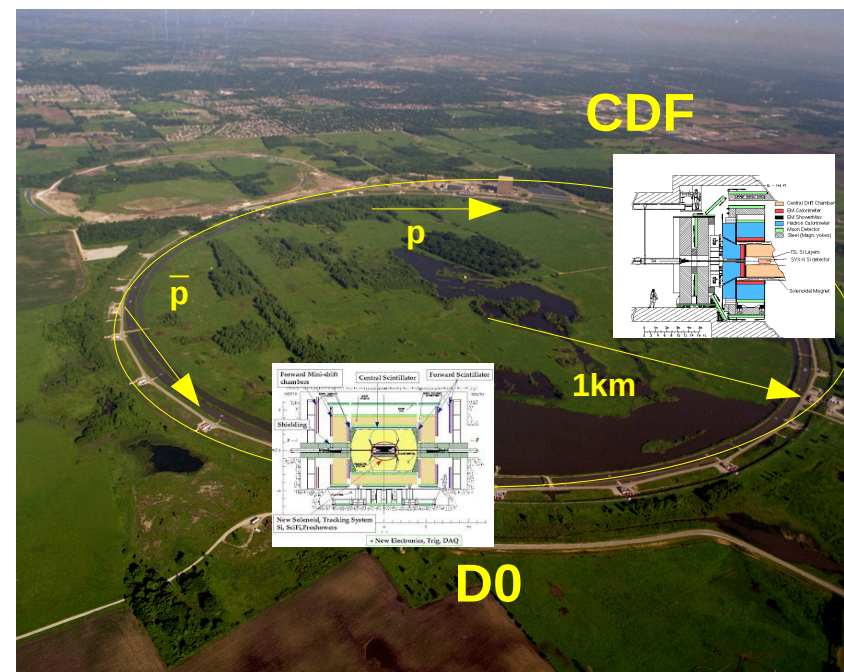 CDF
Central Drift Chamber
EM Calorimeter
EM ShowerMax
Hadron Calorimeter
Muon Detector
Steel (Magn. yokes)
ISL Si Layers
SVX-II Si detector
Solenoidal Magnet
p
p̅
1km
Forward Mini-drift
chambers
Central Scintillator
Forward Scintillator
Shielding
New Solenoid, Tracking System
Si, SciFi,Preshowers
+ New Electronics, Trig, DAQ
D0